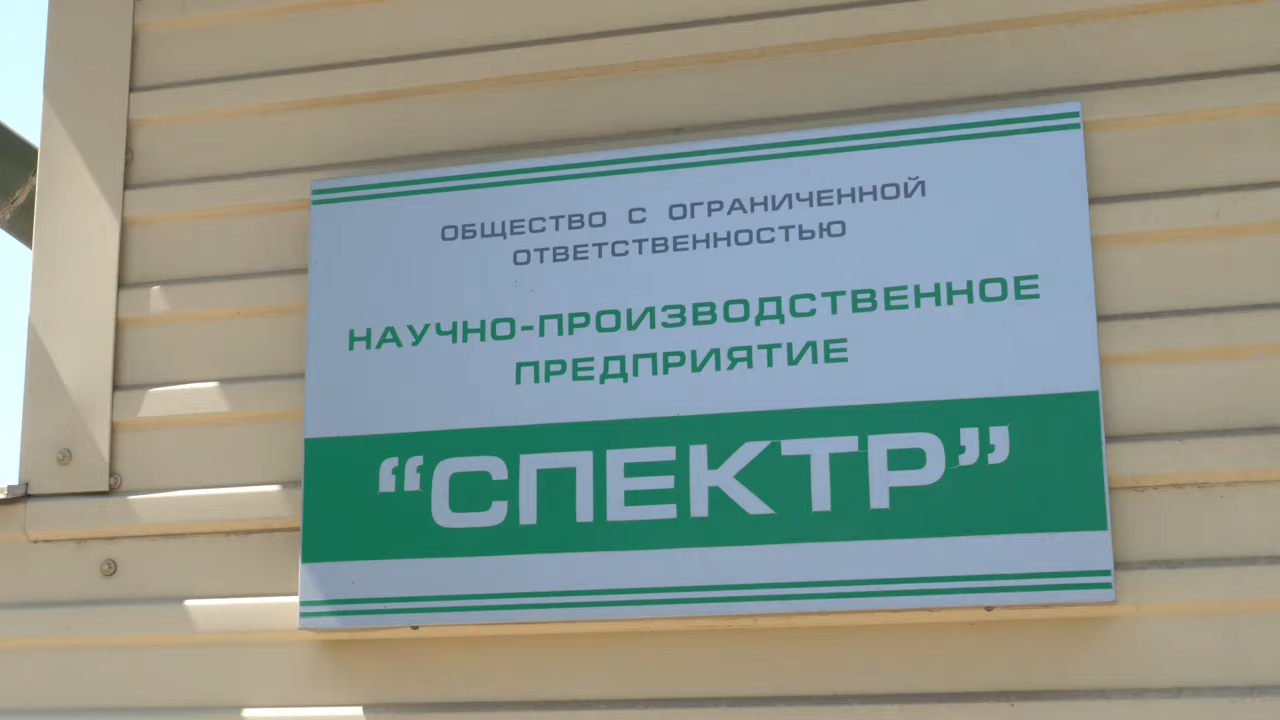 ОБЩЕСТВО С ОГРАНИЧЕННОЙ
ОТВЕТСТВЕННОСТЬЮ
НАУЧНО-ПРОИЗВОДСТВЕННОЕ
ПРЕДПРИЯТИЕ
“СПЕКТР”